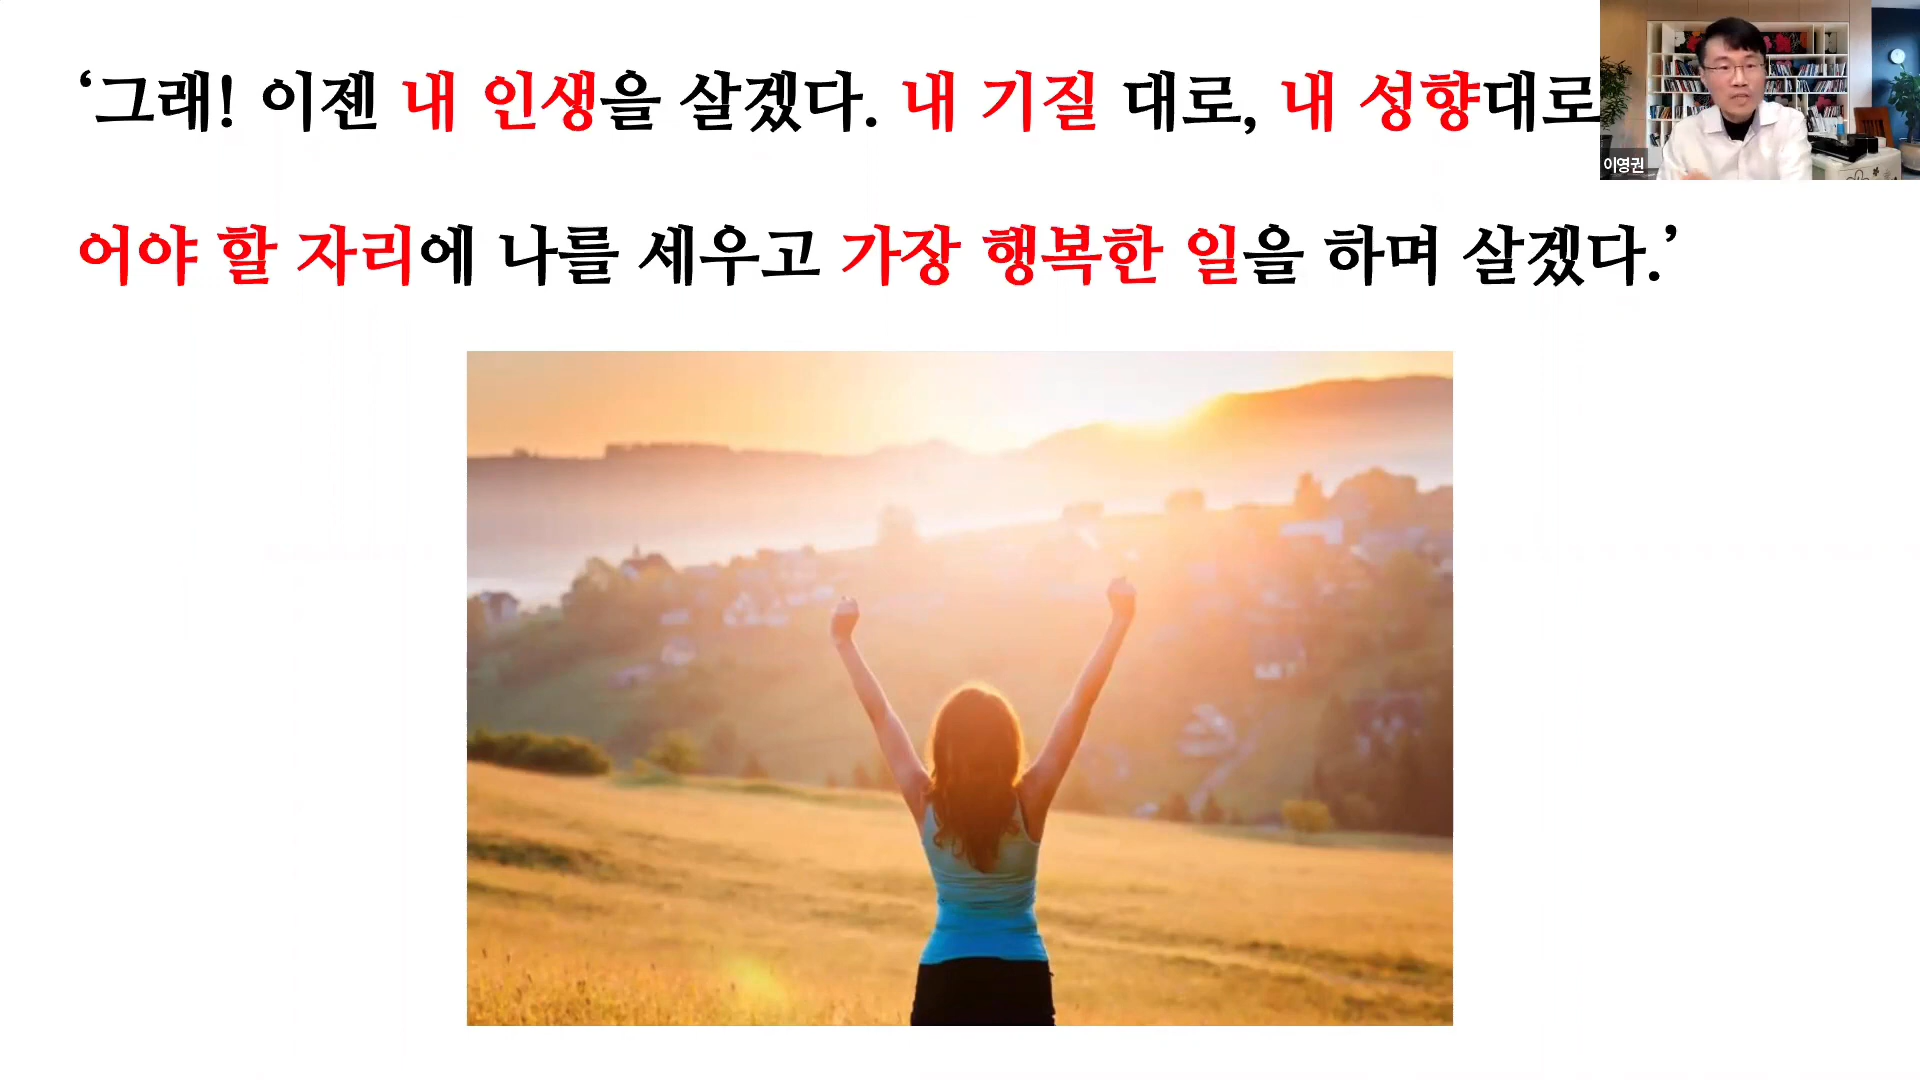 ‘그래! 이젠 내 인생을 살겠다. 내 기질 대로, 내 성향대로
어야 할 자리에 나를 세우고 가장 행복한 일을 하며 살겠다.’
이영권